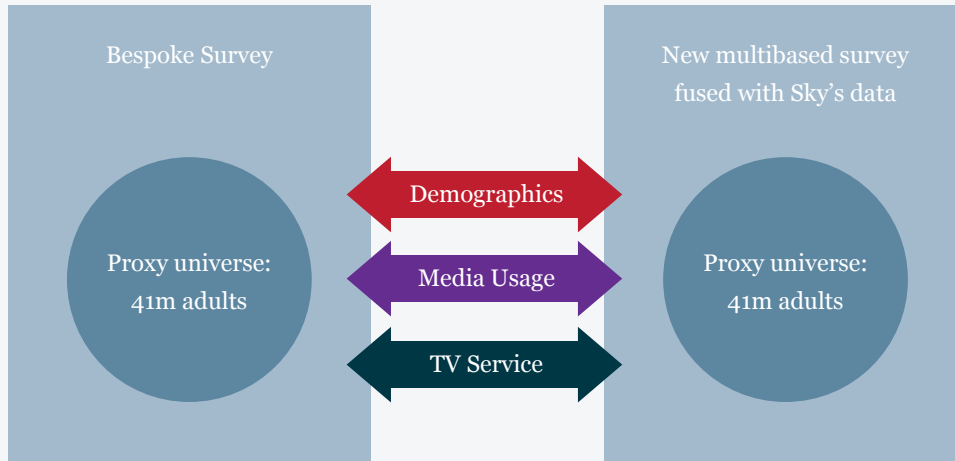 Bespoke Survey
New multibased survey
fused with Sky's data
Demographics
Media Usage
TV Service
Proxy universe:
41m adults
Proxy universe:
41m adults